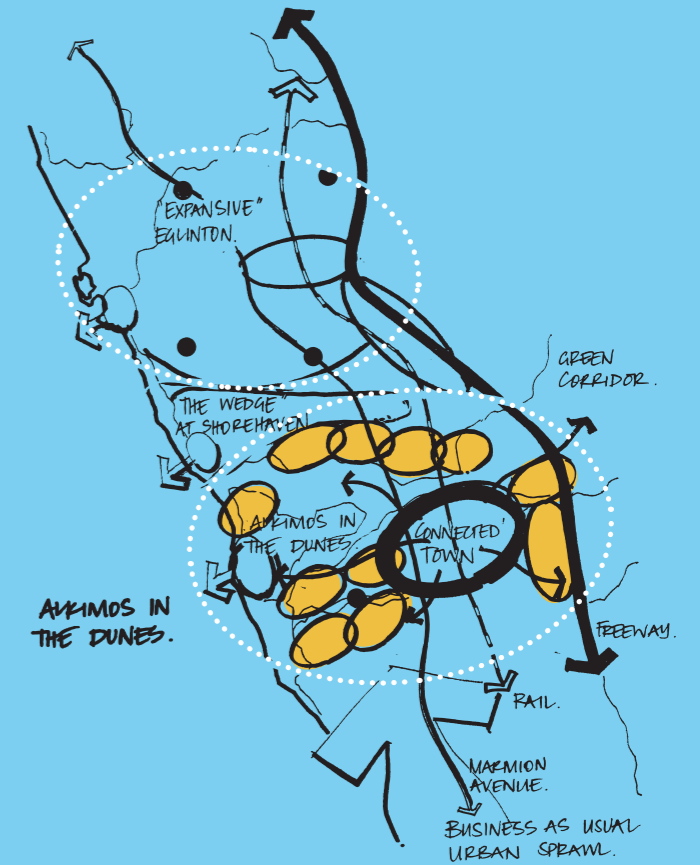 "EXPANSIVE"
EGLINTON.
GREEN
CORRIDOR.
THE WEDGE"
AT SHOREHAVEN
ALKIMOS IN
THE DUNES.
'CONNECTED'
TOWN
ALKIMOS IN
THE DUNES.
FREEWAY.
RAIL.
MARMION
AVENUE.
BUSINESS AS USUAL
URBAN SPRAWL.